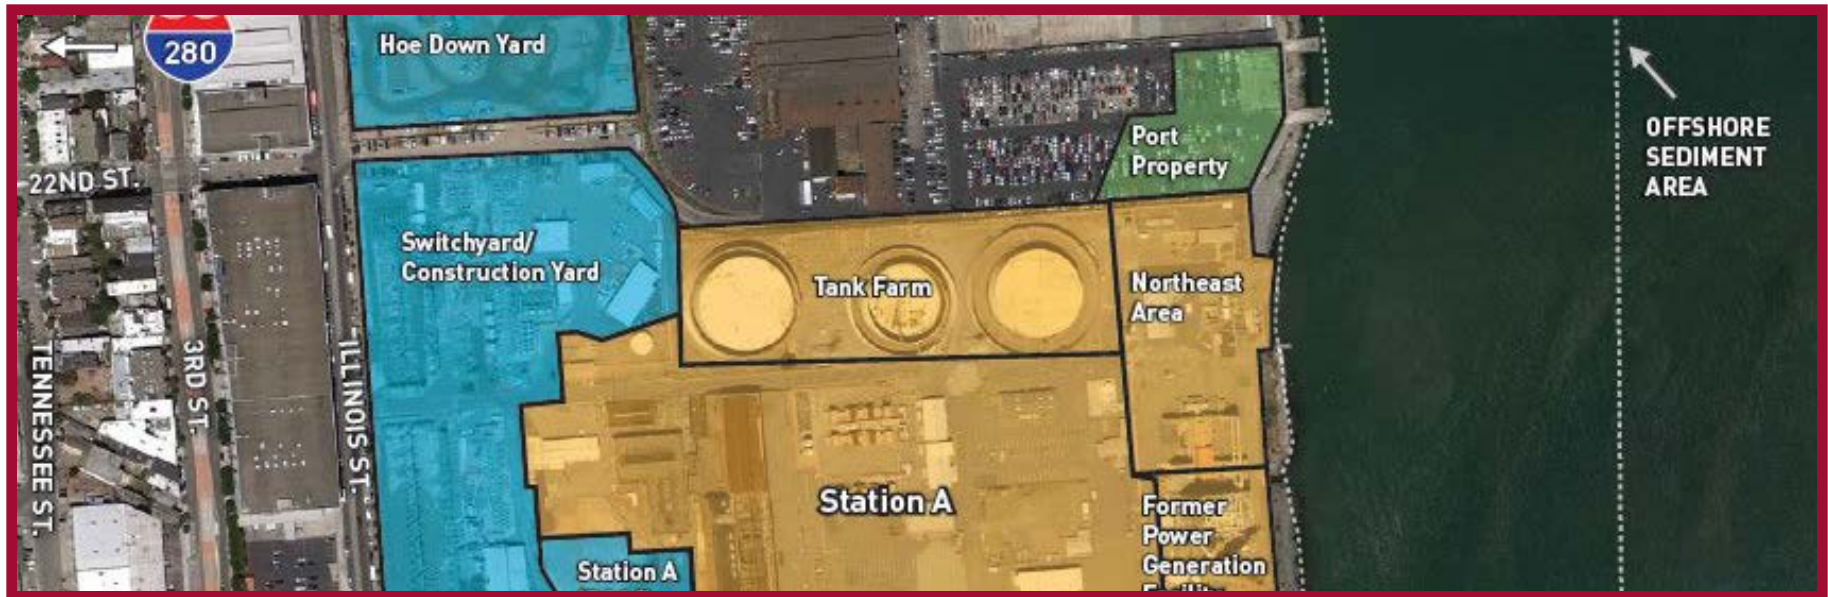 280
Hoe Down Yard
OFFSHORE
SEDIMENT
AREA
Port
Property
22ND ST.
Switchyard/
Construction Yard
Tank Farm
Northeast
Area
TENNESSEE ST.
3RD ST.
ILLINOIS ST.
Station A
Former
Power
Generation
Facility
Station A